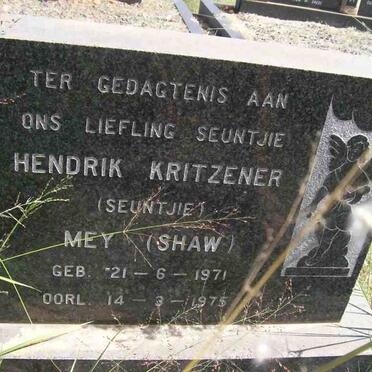 TER GEDAGTENIS AAN
ONS LIEFLING SEUNTJIE
HENDRIK KRITZENER
(SEUNTJIE)
MEY (SHAW)
GEB. 21-6-1971
OORL. 14-3-1975